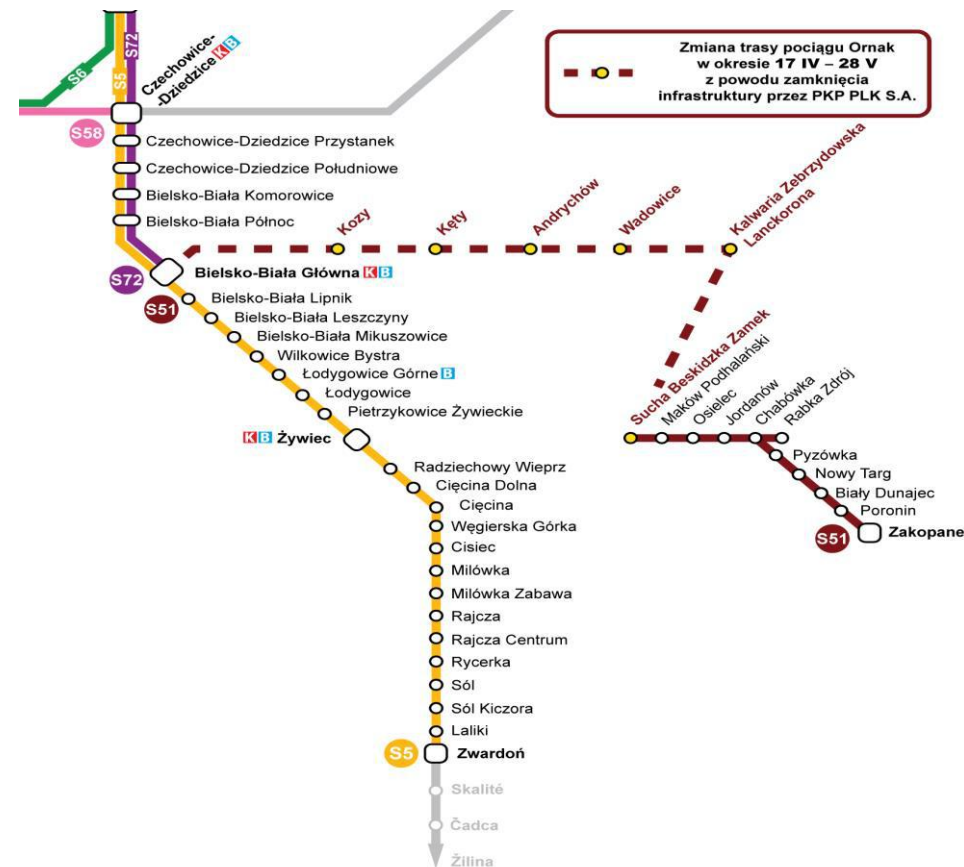 S6
S5
S72
Czechowice-
-Dziedzice K B
S58
Zmiana trasy pociągu Ornak
w okresie 17 IV – 28 V
z powodu zamknięcia
infrastruktury przez PKP PLK S.A.
Czechowice-Dziedzice Przystanek
Czechowice-Dziedzice Południowe
Bielsko-Biała Komorowice
Bielsko-Biała Północ
Kozy
Kęty
Andrychów
Wadowice
Kalwaria Zebrzydowska
Lanckorona
S72
Bielsko-Biała Główna K B
S51
Bielsko-Biała Lipnik
Bielsko-Biała Leszczyny
Bielsko-Biała Mikuszowice
Wilkowice Bystra
Łodygowice Górne B
Łodygowice
Pietrzykowice Żywieckie
K B Żywiec
Sucha Beskidzka Zamek
Maków Podhalański
Osielec
Jordanów
Chabówka
Rabka Zdrój
Pyzówka
Nowy Targ
Biały Dunajec
Poronin
S51
Zakopane
Radziechowy Wieprz
Cięcina Dolna
Cięcina
Węgierska Górka
Cisiec
Milówka
Milówka Zabawa
Rajcza
Rajcza Centrum
Rycerka
Sól
Sól Kiczora
Laliki
S5
Zwardoń
Skalité
Čadca
Žilina